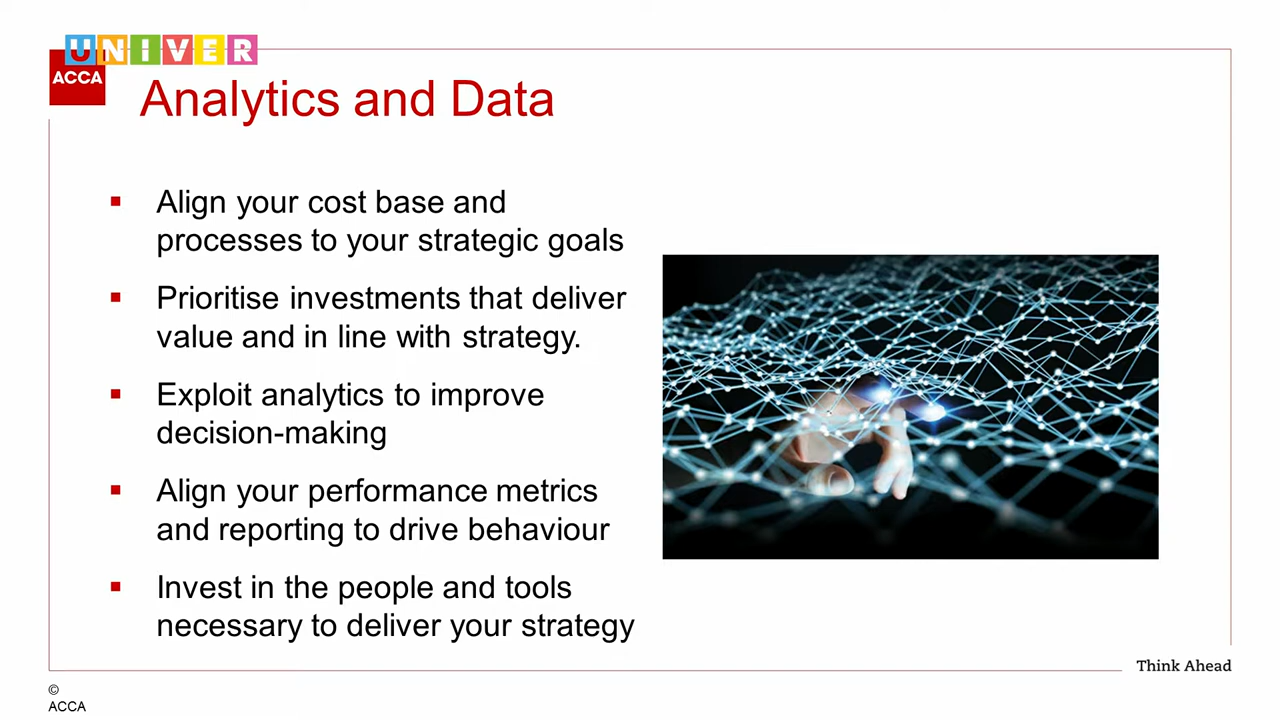 UNIVER
ACCA
Analytics and Data
Align your cost base and
processes to your strategic goals
Prioritise investments that deliver
value and in line with strategy.
Exploit analytics to improve
decision-making
Align your performance metrics
and reporting to drive behaviour
Invest in the people and tools
necessary to deliver your strategy
Think Ahead
©
ACCA